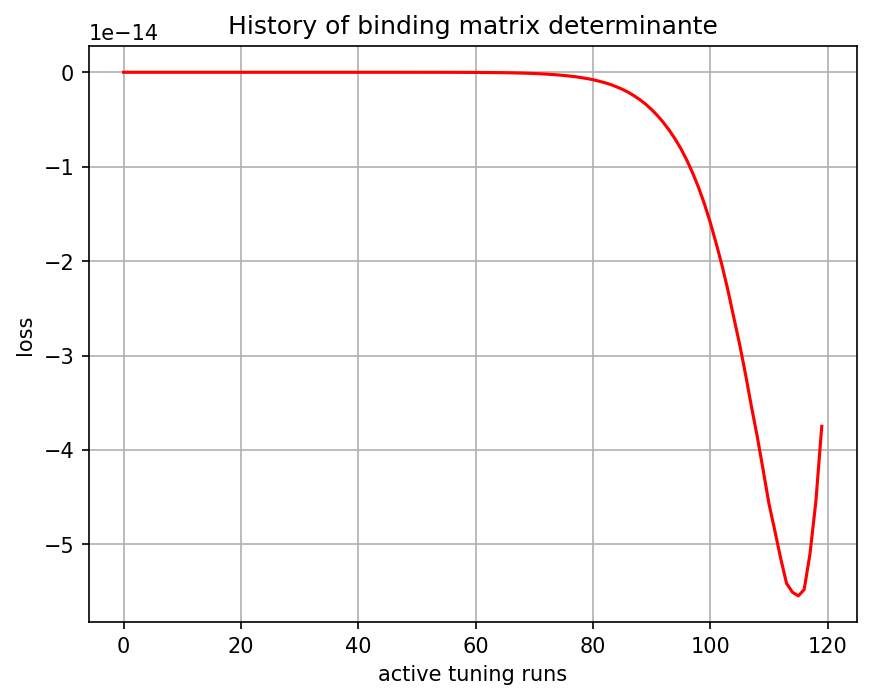 History of binding matrix determinante
1e−14
0
−1
−2
−3
−4
−5
loss
0 20 40 60 80 100 120
active tuning runs